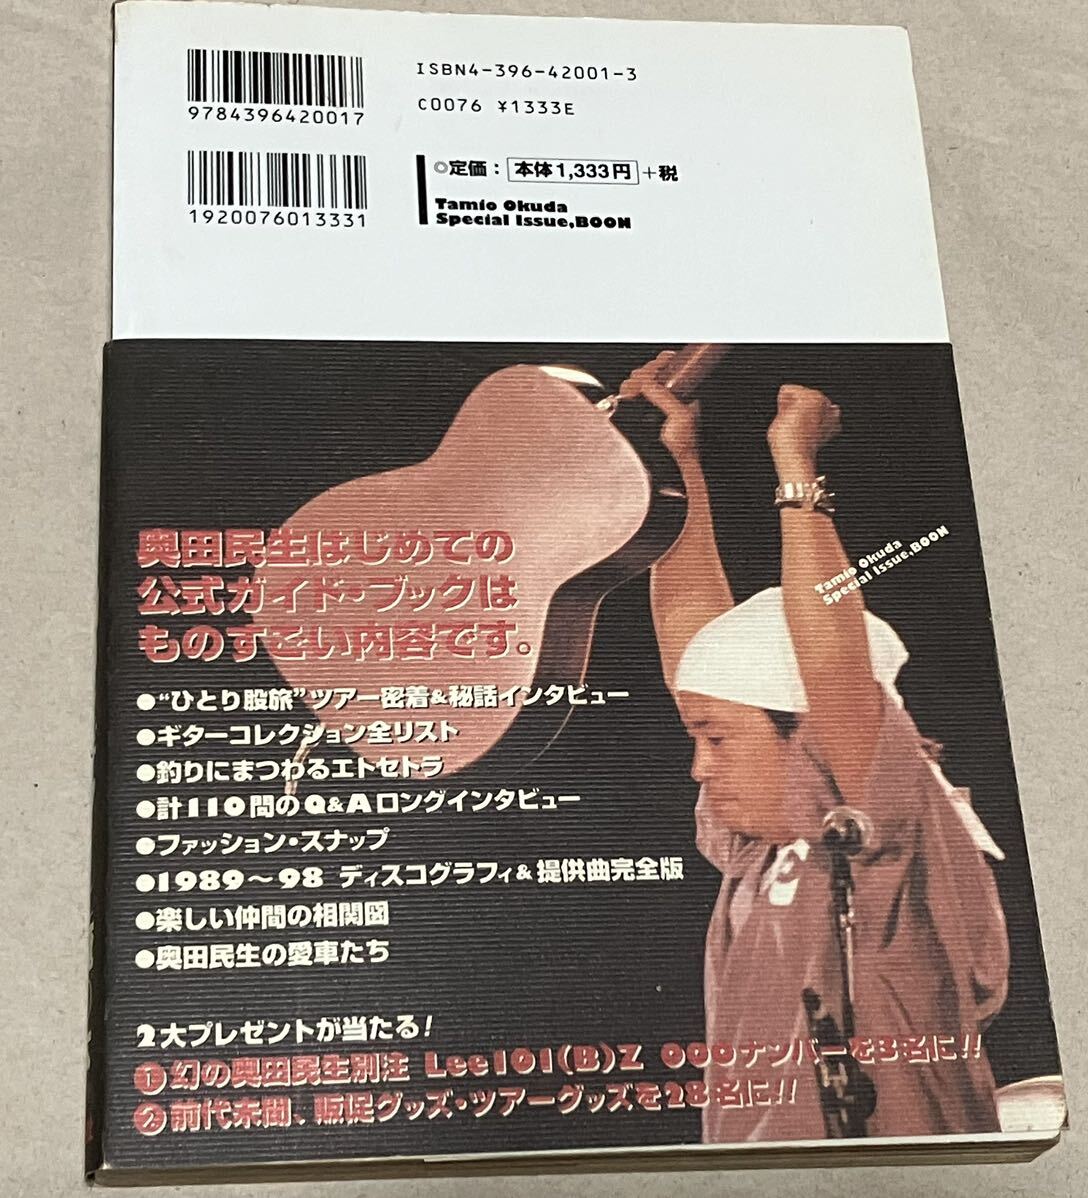 9784396420017
ISBN4-396-42001-3
C0076 ¥1333E
1920076013331
◎定価：本体1,333円+税
Tamio Okuda
Special Issue,BOON
Tamio Okuda
Special Issue,BOON
奥田民生はじめての
公式ガイド・ブックは
ものすごい内容です。
●“ひとり股旅”ツアー密着&秘話インタビュー
●ギターコレクション全リスト
●釣りにまつわるエトセトラ
●計110問のQ&Aロングインタビュー
●ファッション・スナップ
●1989〜98 ディスコグラフィ&提供曲完全版
●楽しい仲間の相関図
●奥田民生の愛車たち
2大プレゼントが当たる!
❶幻の奥田民生別注 Lee101(B)Z 000ナンバーを3名に!!
❷前代未聞、販促グッズ・ツアーグッズを28名に!!